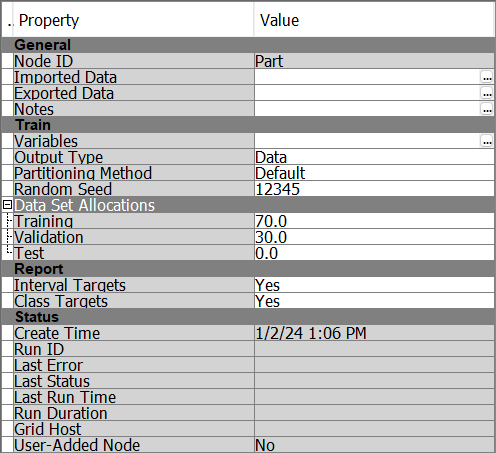 . Property Value
General
Node ID Part
Imported Data ...
Exported Data ...
Notes ...
Train
Variables ...
Output Type Data
Partitioning Method Default
Random Seed 12345
Data Set Allocations
Training 70.0
Validation 30.0
Test 0.0
Report
Interval Targets Yes
Class Targets Yes
Status
Create Time 1/2/24 1:06 PM
Run ID
Last Error
Last Status
Last Run Time
Run Duration
Grid Host
User-Added Node No